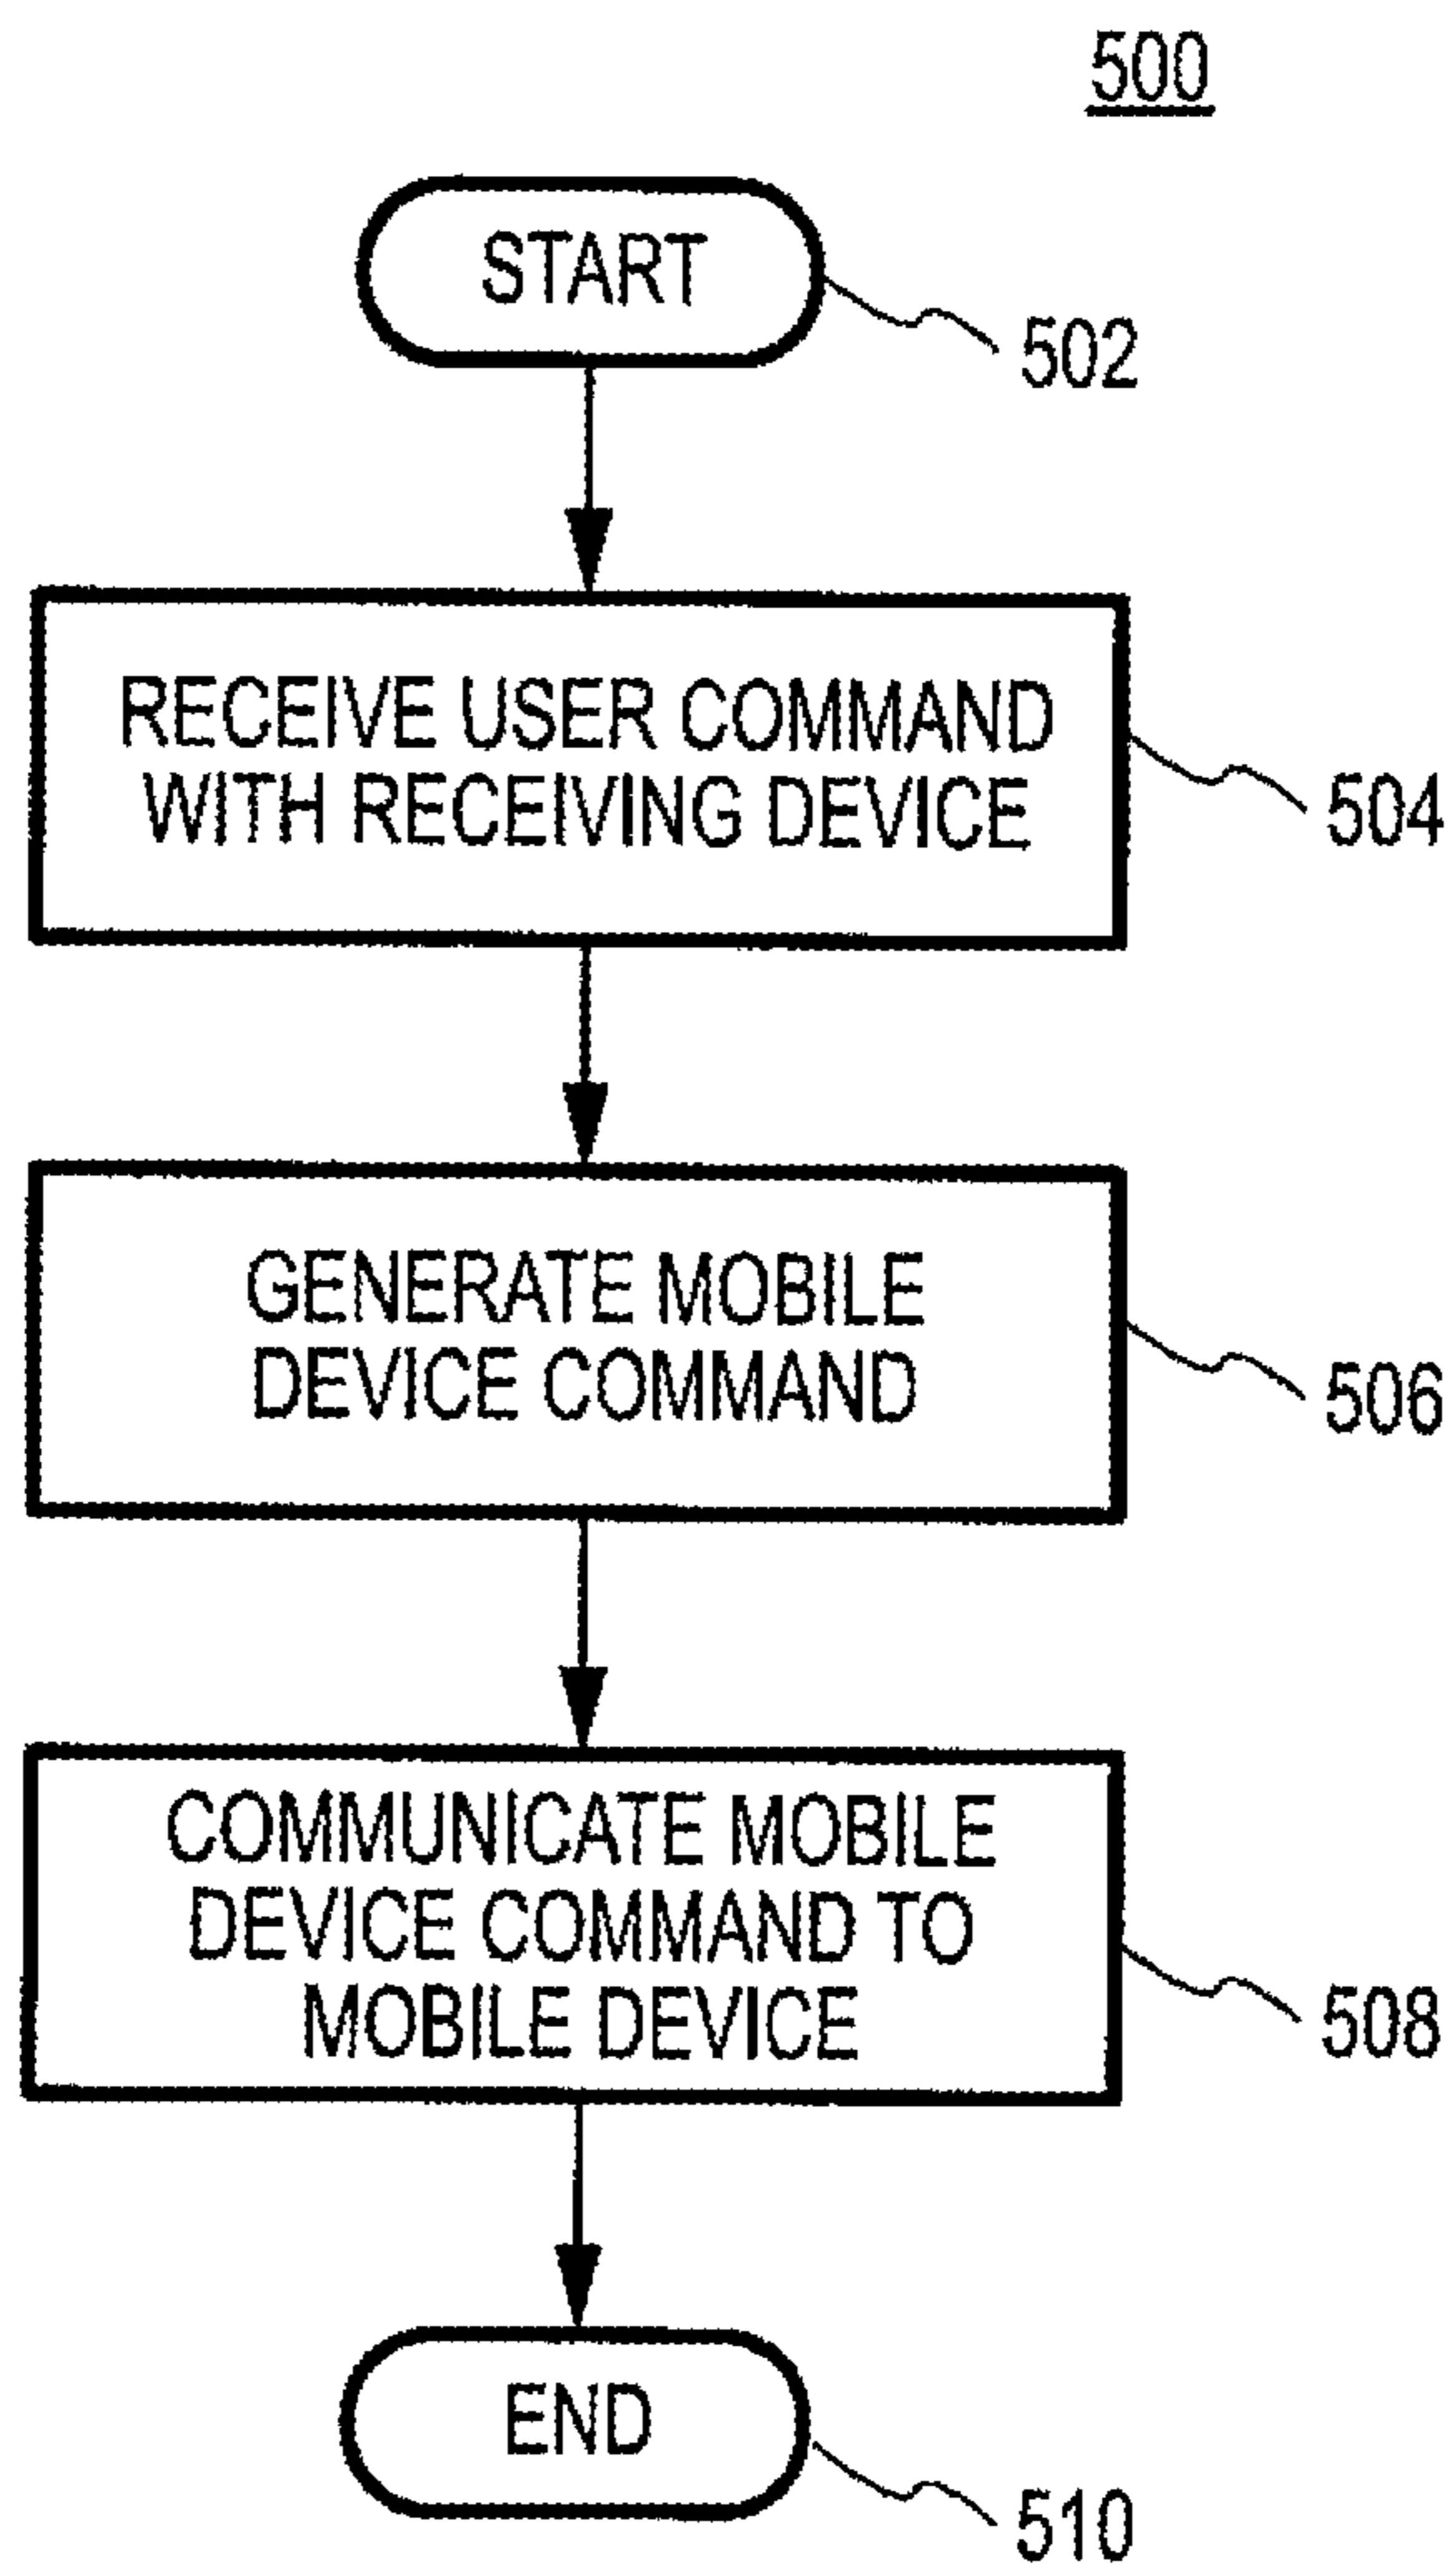 500
START
502
RECEIVE USER COMMAND
WITH RECEIVING DEVICE
504
GENERATE MOBILE
DEVICE COMMAND
506
COMMUNICATE MOBILE
DEVICE COMMAND TO
MOBILE DEVICE
508
END
510